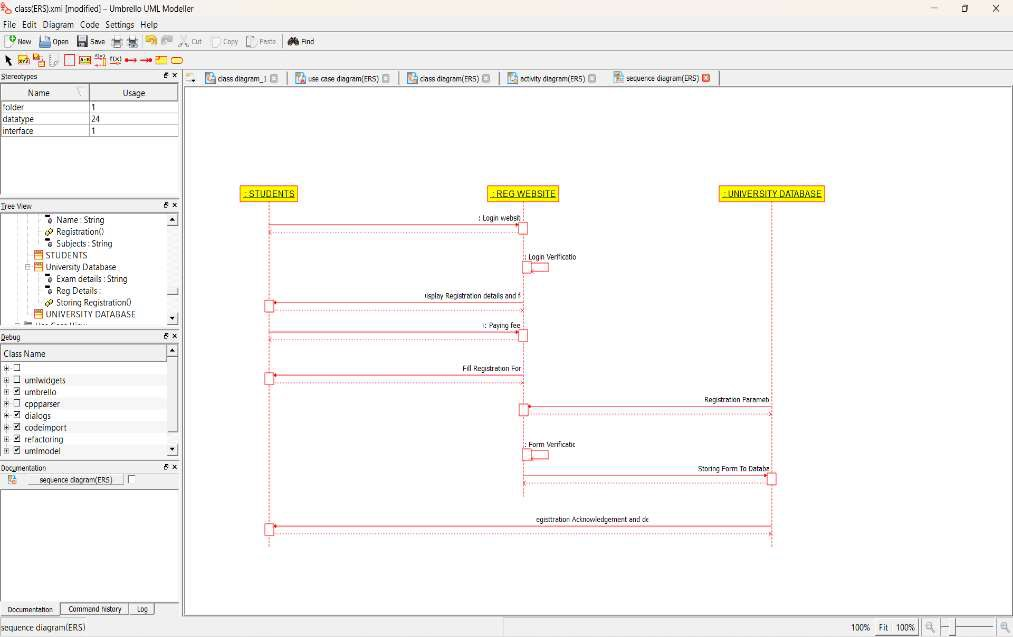 class(ERS).xmi [modified] – Umbrello UML Modeller
File Edit Diagram Code Settings Help
New Open Save Cut Copy Paste Find
Stereotypes
Name Usage
folder 1
datatype 24
interface 1
Tree View
Name : String
Registration()
Subjects : String
STUDENTS
University Database
Exam details : String
Reg Details :
Storing Registration()
UNIVERSITY DATABASE
Debug
Class Name
umlwidgets
umbrello
cppparser
dialogs
codeimport
refactoring
umlmodel
Documentation
sequence diagram(ERS)
Documentation Command history Log
sequence diagram(ERS)
class diagram_1 use case diagram(ERS) class diagram(ERS) activity diagram(ERS) sequence diagram(ERS)
: STUDENTS : REG WEBSITE : UNIVERSITY DATABASE
: Login websit
: Login Verificatio
isplay Registration details and f
: Paying fee
Fill Registration For
Registration Parameb
: Form Verificatic
Storing Form To Databa
egisttration Acknowledgement and de
100% Fit 100%